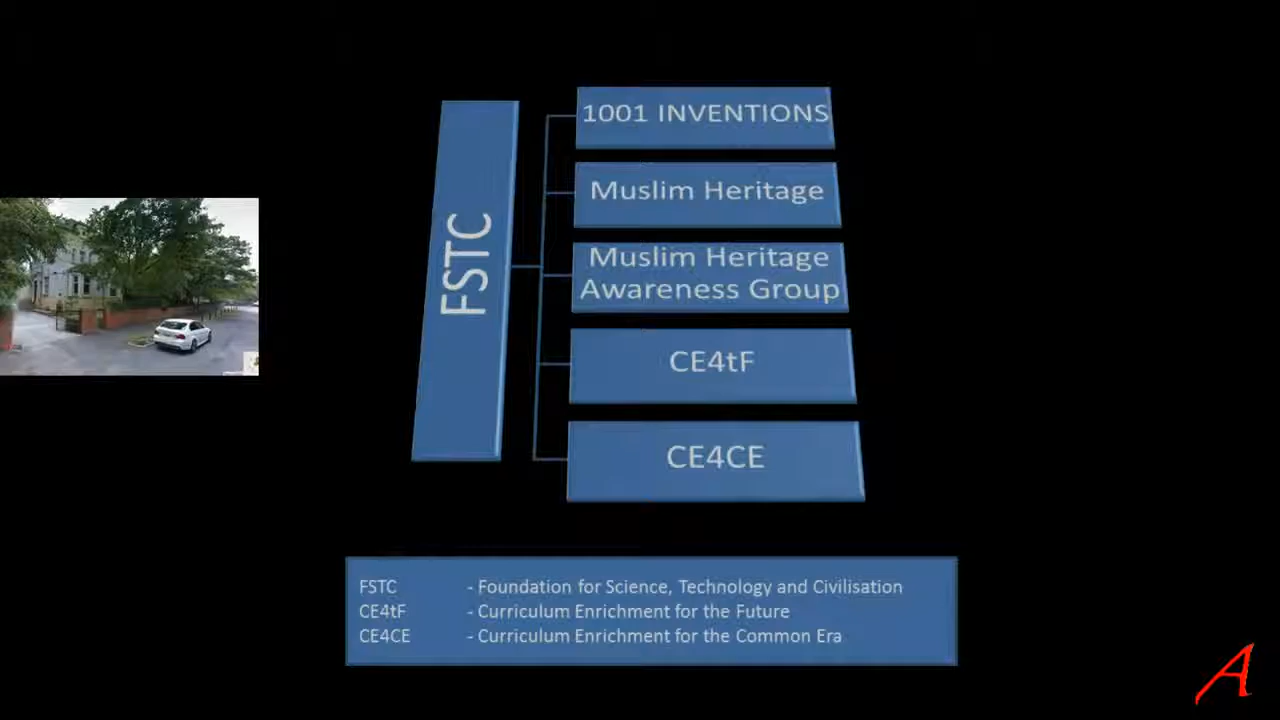 FSTC
1001 INVENTIONS
Muslim Heritage
Muslim Heritage
Awareness Group
CE4tF
CE4CE
FSTC - Foundation for Science, Technology and Civilisation
CE4tF - Curriculum Enrichment for the Future
CE4CE - Curriculum Enrichment for the Common Era
A